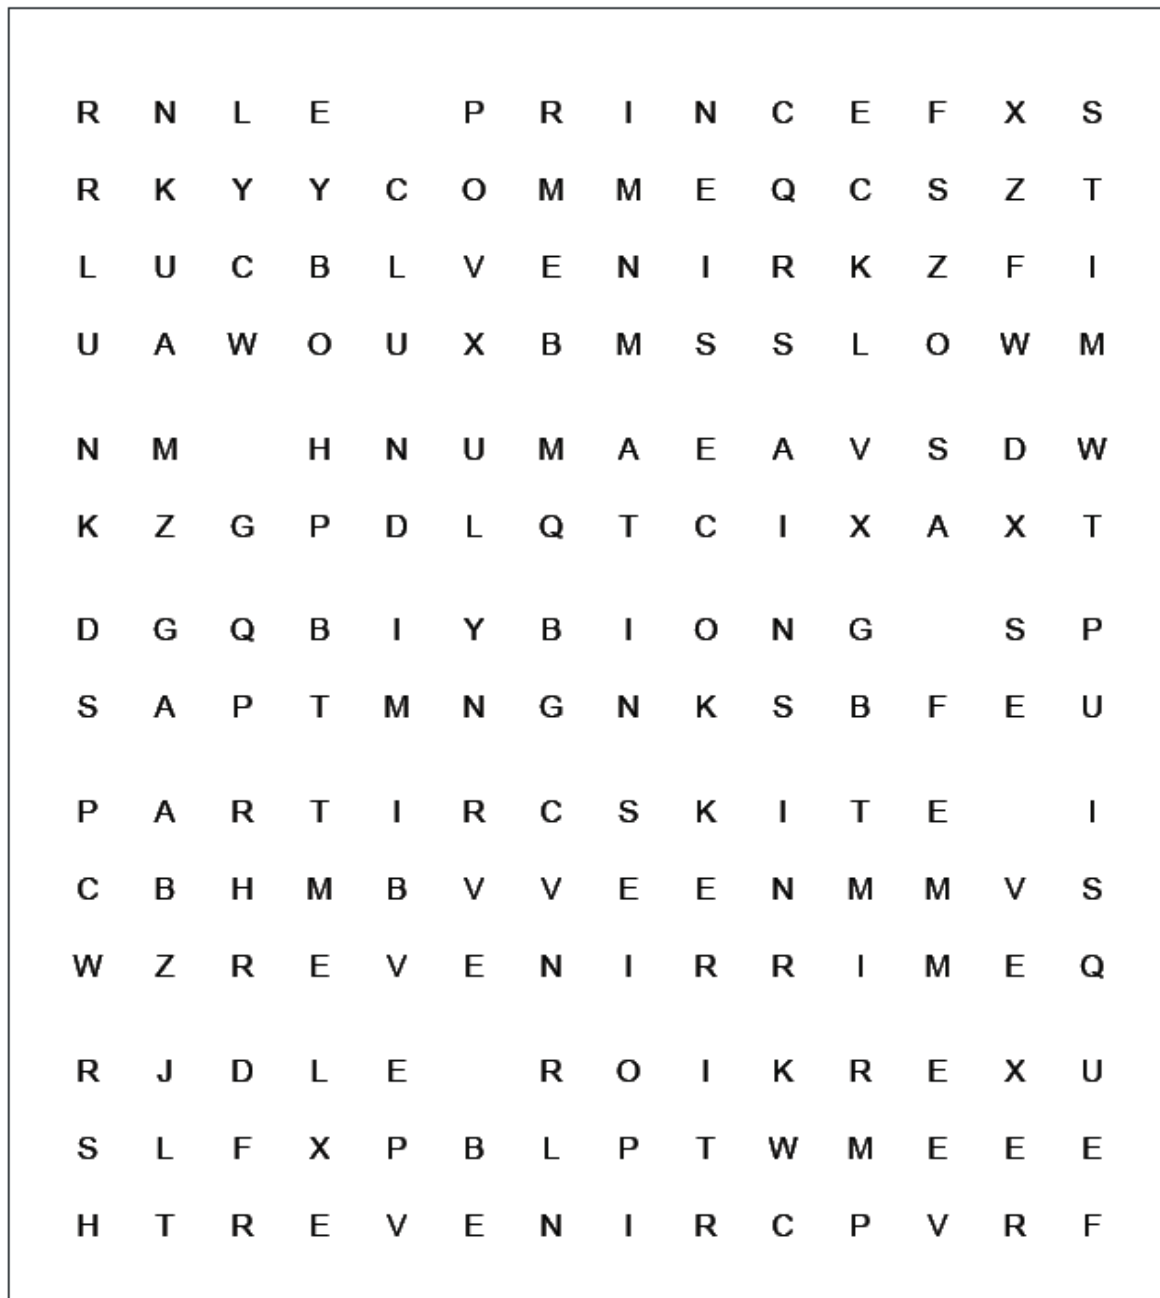 R N L E P R I N C E F X S
R K Y Y C O M M E Q C S Z T
L U C B L V E N I R K Z F I
U A W O U X B M S S L O W M
N M H N U M A E A V S D W
K Z G P D L Q T C I X A X T
D G Q B I Y B I O N G S P
S A P T M N G N K S B F E U
P A R T I R C S K I T E I
C B H M B V V E E N M M V S
W Z R E V E N I R R I M E Q
R J D L E R O I K R E X U
S L F X P B L P T W M E E E
H T R E V E N I R C P V R F